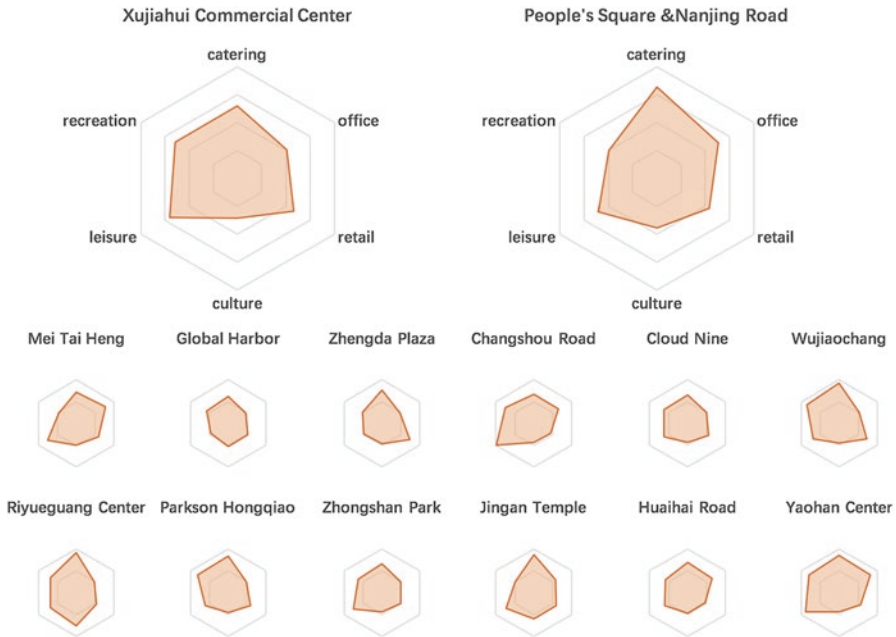 Xujiahui Commercial Center
People's Square &Nanjing Road
catering
recreation
office
leisure
retail
culture
catering
recreation
office
leisure
retail
culture
Mei Tai Heng
Global Harbor
Zhengda Plaza
Changshou Road
Cloud Nine
Wujiaochang
Riyueguang Center
Parkson Hongqiao
Zhongshan Park
Jingan Temple
Huaihai Road
Yaohan Center